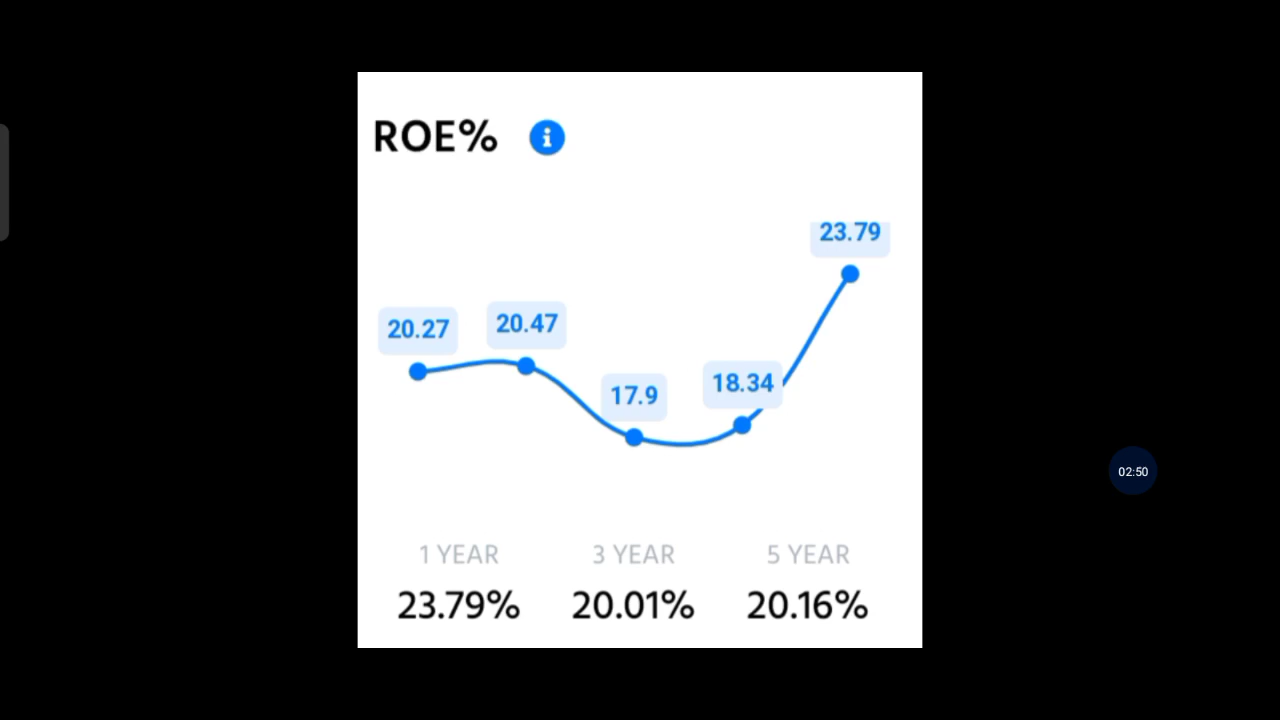 ROE%
23.79
20.27
20.47
17.9
18.34
02:50
1 YEAR
3 YEAR
5 YEAR
23.79%
20.01%
20.16%